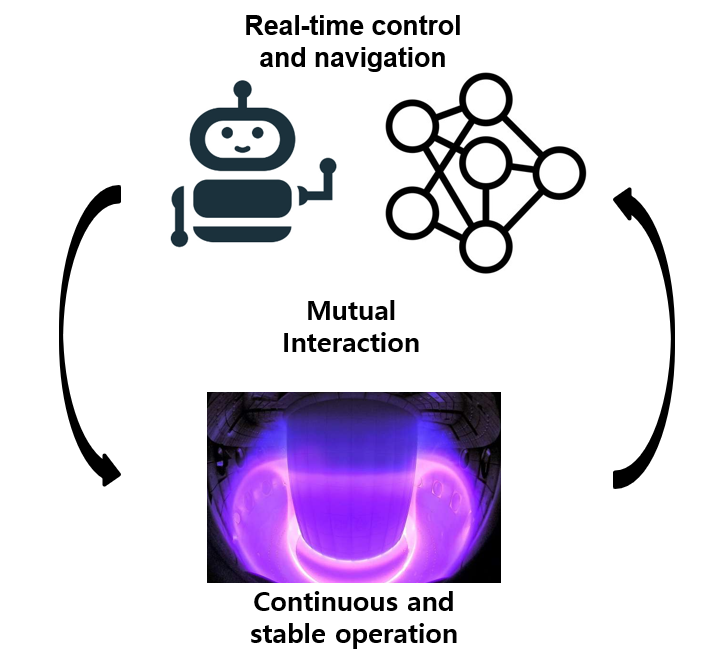 Real-time control
and navigation
Mutual
Interaction
Continuous and
stable operation